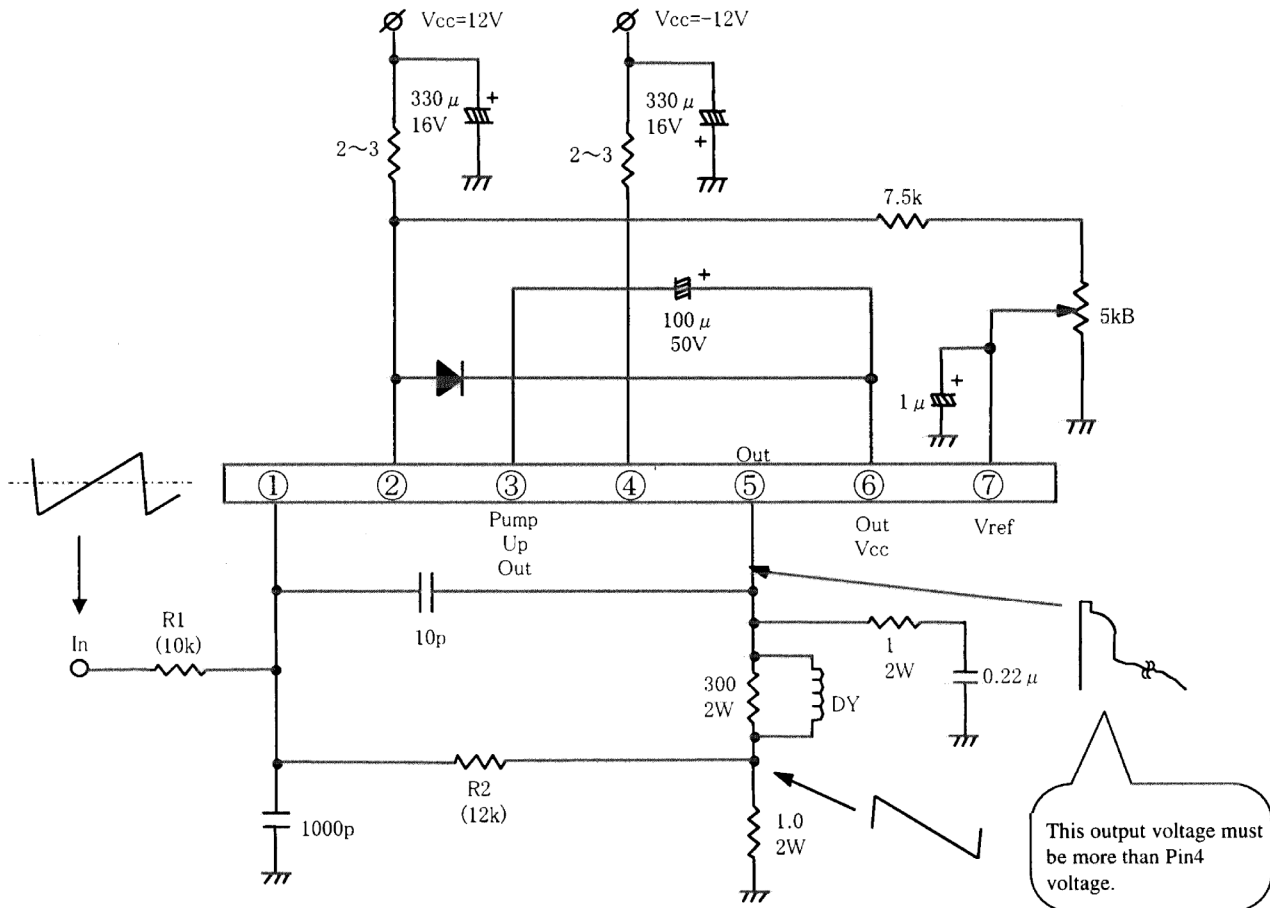 Vcc=12V
Vcc=-12V
330μ
16V
+
2~3
330μ
16V
+
2~3
7.5k
+
100μ
50V
5kB
+
1μ
Out
① ② ③ ④ ⑤ ⑥ ⑦
Pump
Up
Out
Out
Vcc
Vref
In
R1
(10k)
10p
1
2W
0.22μ
300
2W
DY
R2
(12k)
1000p
1.0
2W
This output voltage must
be more than Pin4
voltage.